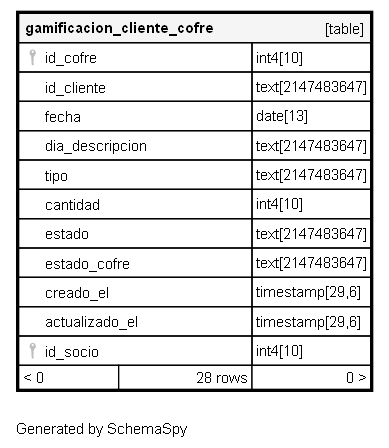 gamificacion_cliente_cofre [table]
id_cofre int4[10]
id_cliente text[2147483647]
fecha date[13]
dia_descripcion text[2147483647]
tipo text[2147483647]
cantidad int4[10]
estado text[2147483647]
estado_cofre text[2147483647]
creado_el timestamp[29,6]
actualizado_el timestamp[29,6]
id_socio int4[10]
< 0 28 rows 0 >
Generated by SchemaSpy